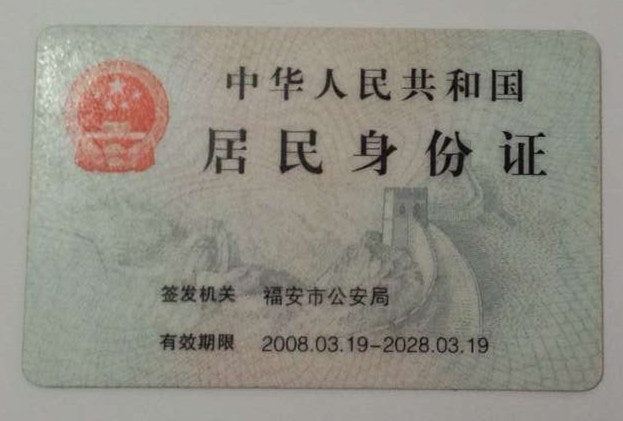 中华人民共和国
居民身份证
签发机关 福安市公安局
有效期限 2008.03.19-2028.03.19